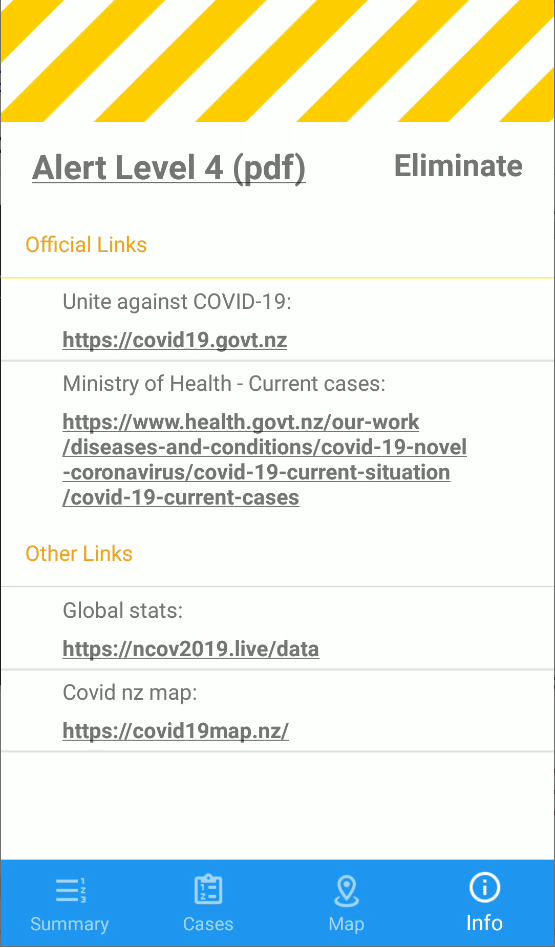 Alert Level 4 (pdf) Eliminate
Official Links
Unite against COVID-19:
https://covid19.govt.nz
Ministry of Health - Current cases:
https://www.health.govt.nz/our-work
/diseases-and-conditions/covid-19-novel
-coronavirus/covid-19-current-situation
/covid-19-current-cases
Other Links
Global stats:
https://ncov2019.live/data
Covid nz map:
https://covid19map.nz/
Summary Cases Map Info